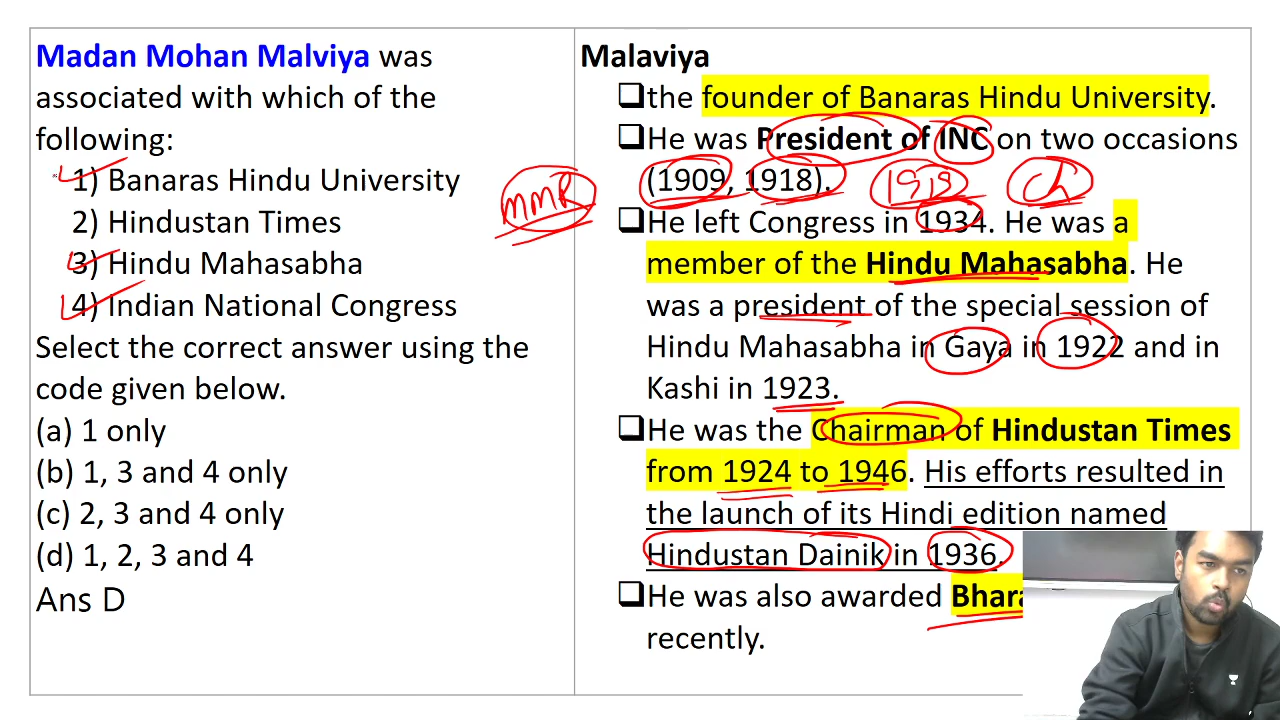 Madan Mohan Malviya was
associated with which of the
following:
1) Banaras Hindu University
2) Hindustan Times
3) Hindu Mahasabha
4) Indian National Congress
Select the correct answer using the
code given below.
(a) 1 only
(b) 1, 3 and 4 only
(c) 2, 3 and 4 only
(d) 1, 2, 3 and 4
Ans D
MMR
Malaviya
the founder of Banaras Hindu University.
He was President of INC on two occasions
(1909, 1918).
He left Congress in 1934. He was a
member of the Hindu Mahasabha. He
was a president of the special session of
Hindu Mahasabha in Gaya in 1922 and in
Kashi in 1923.
He was the Chairman of Hindustan Times
from 1924 to 1946. His efforts resulted in
the launch of its Hindi edition named
Hindustan Dainik in 1936.
He was also awarded Bhara
recently.